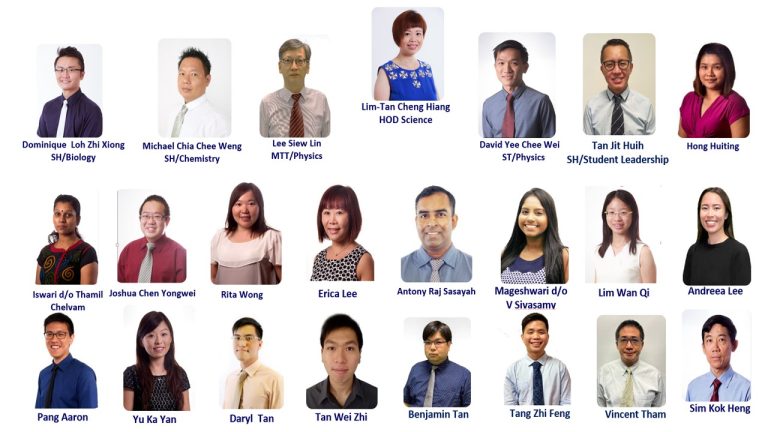 Lim-Tan Cheng Hiang
HOD Science
Dominique Loh Zhi Xiong
SH/Biology
Michael Chia Chee Weng
SH/Chemistry
Lee Siew Lin
MTT/Physics
David Yee Chee Wei
ST/Physics
Tan Jit Huih
SH/Student Leadership
Hong Huiting
Iswari d/o Thamil
Chelvam
Joshua Chen Yongwei
Rita Wong
Erica Lee
Antony Raj Sasayah
Mageshwari d/o
V Sivasamy
Lim Wan Qi
Andreea Lee
Pang Aaron
Yu Ka Yan
Daryl Tan
Tan Wei Zhi
Benjamin Tan
Tang Zhi Feng
Vincent Tham
Sim Kok Heng